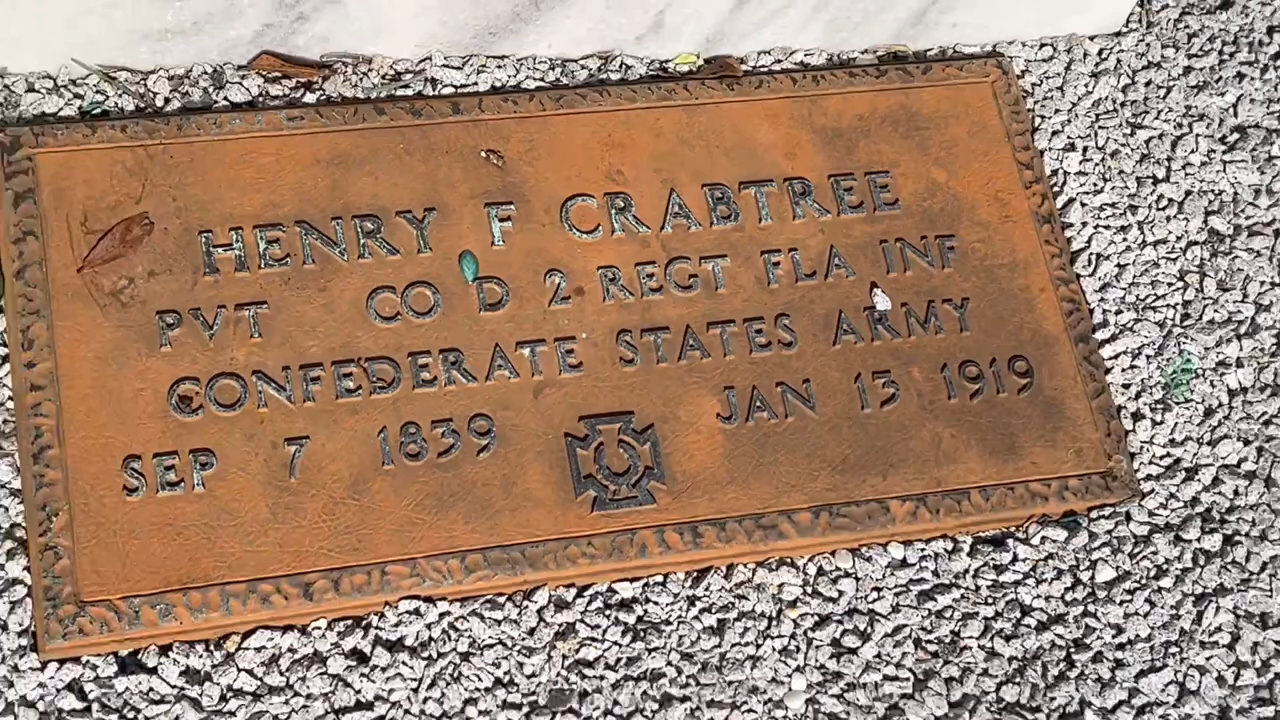 HENRY F CRABTREE
PVT CO D 2 REGT FLA INF
CONFEDERATE STATES ARMY
SEP 7 1839 JAN 13 1919